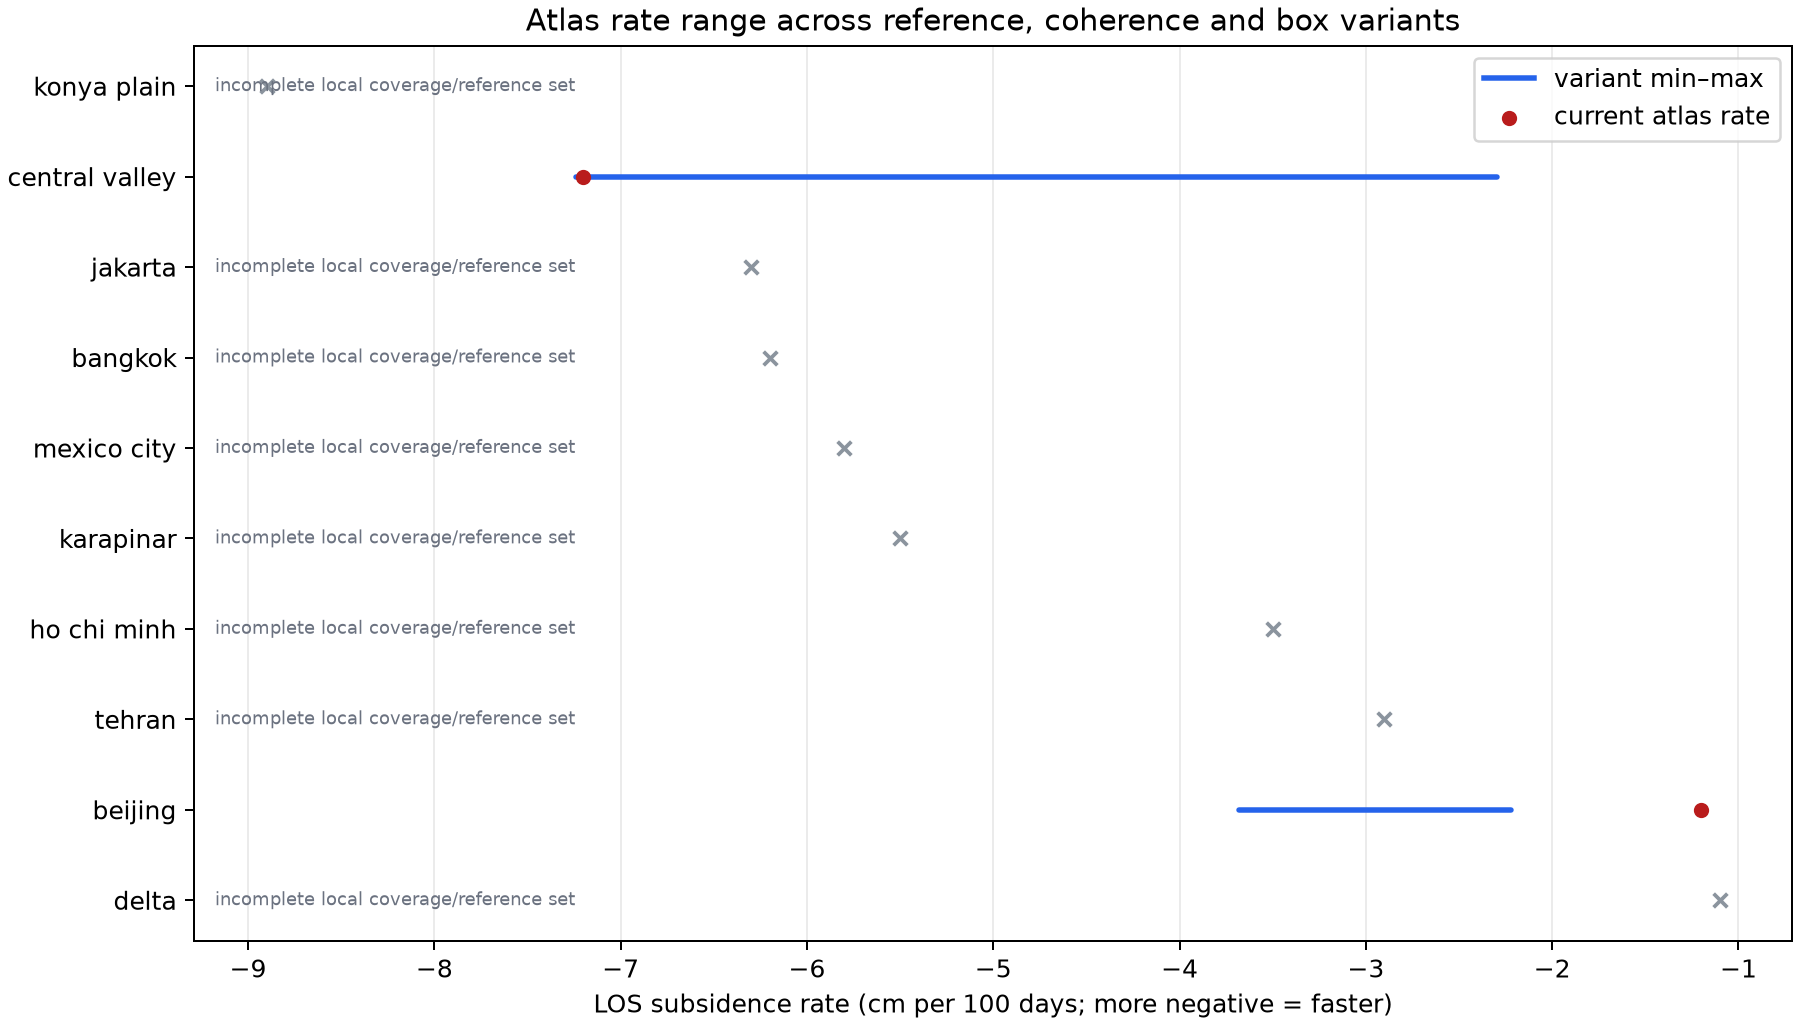 Atlas rate range across reference, coherence and box variants
variant min–max
current atlas rate
konya plain
incomplete local coverage/reference set
central valley
jakarta
incomplete local coverage/reference set
bangkok
incomplete local coverage/reference set
mexico city
incomplete local coverage/reference set
karapinar
incomplete local coverage/reference set
ho chi minh
incomplete local coverage/reference set
tehran
incomplete local coverage/reference set
beijing
delta
incomplete local coverage/reference set
−9 −8 −7 −6 −5 −4 −3 −2 −1
LOS subsidence rate (cm per 100 days; more negative = faster)